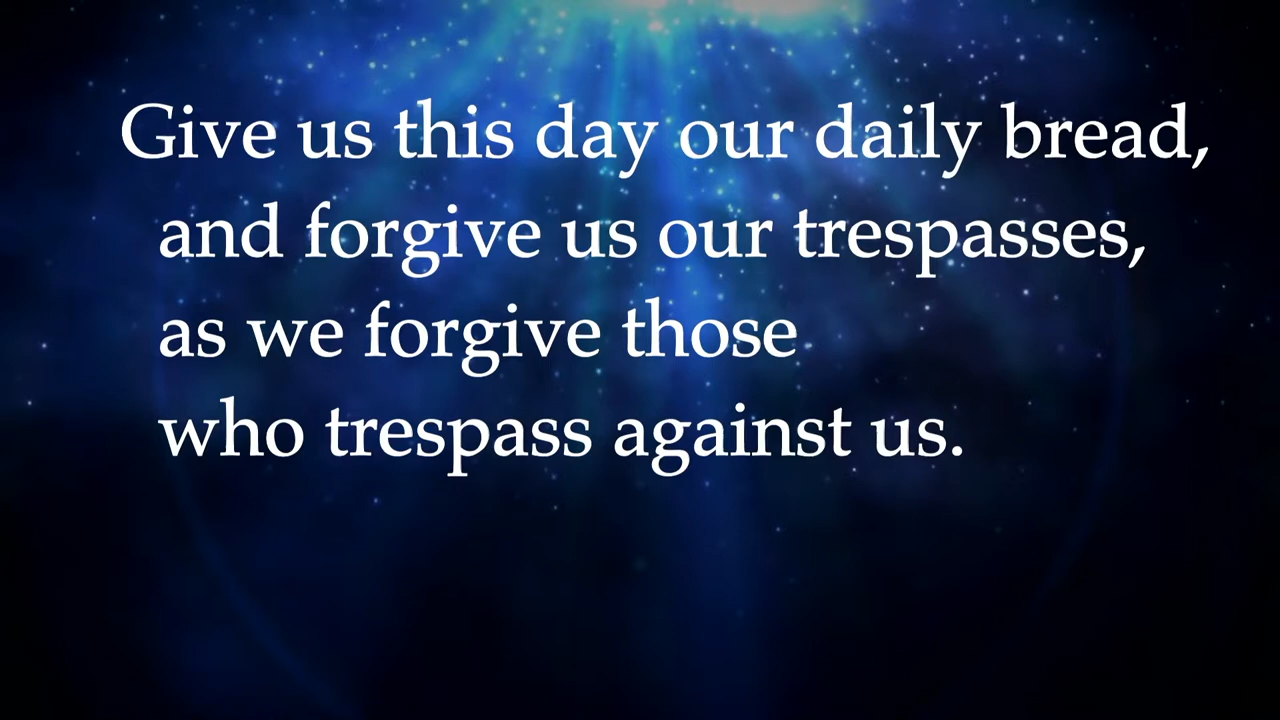 Give us this day our daily bread,
and forgive us our trespasses,
as we forgive those
who trespass against us.